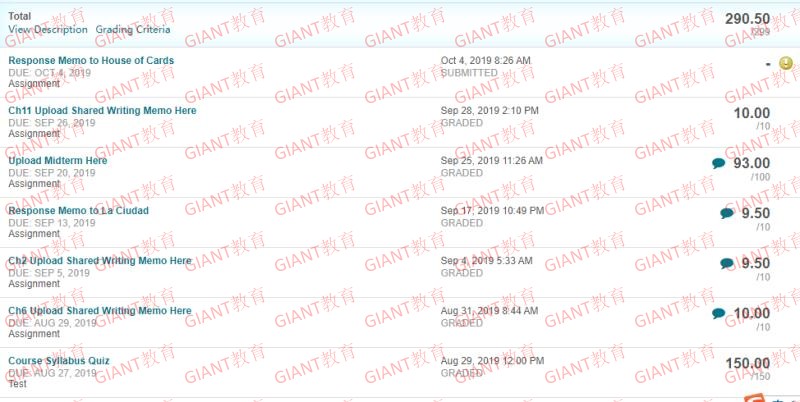 Total
290.50
View Description Grading Criteria
/299
Response Memo to House of Cards
Oct 4, 2019 8:26 AM
-
DUE: OCT 4, 2019
SUBMITTED
Assignment
Ch11 Upload Shared Writing Memo Here
Sep 28, 2019 2:10 PM
10.00
DUE: SEP 26, 2019
GRADED
/10
Assignment
Upload Midterm Here
Sep 25, 2019 11:26 AM
93.00
DUE: SEP 20, 2019
GRADED
/100
Assignment
Response Memo to La Ciudad
Sep 17, 2019 10:49 PM
9.50
DUE: SEP 13, 2019
GRADED
/10
Assignment
Ch2 Upload Shared Writing Memo Here
Sep 4, 2019 5:33 AM
9.50
DUE: SEP 5, 2019
GRADED
/10
Assignment
Ch6 Upload Shared Writing Memo Here
Aug 31, 2019 8:44 AM
10.00
DUE: AUG 29, 2019
GRADED
/10
Assignment
Course Syllabus Quiz
Aug 29, 2019 12:00 PM
150.00
DUE: AUG 27, 2019
GRADED
/150
Test
GIANT教育